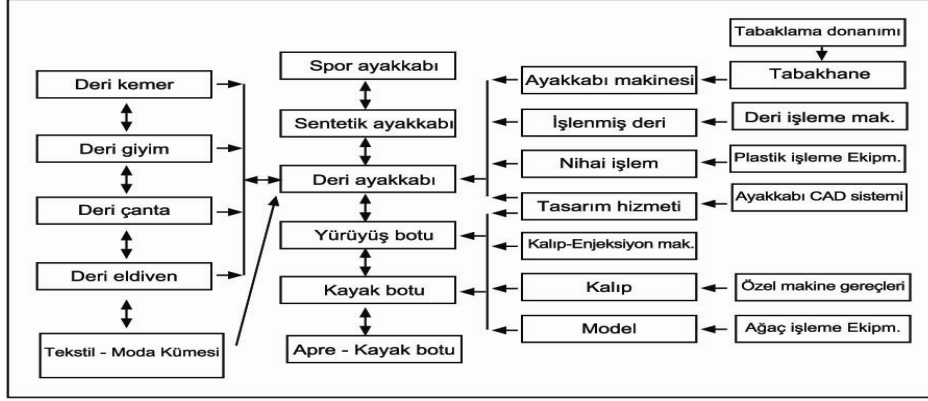 Tabaklama donanımı
Deri kemer
Spor ayakkabı
Ayakkabı makinesi
Tabakhane
Deri giyim
Sentetik ayakkabı
İşlenmiş deri
Deri işleme mak.
Deri çanta
Deri ayakkabı
Nihai işlem
Plastik işleme Ekipm.
Deri eldiven
Yürüyüş botu
Tasarım hizmeti
Ayakkabı CAD sistemi
Kalıp-Enjeksiyon mak.
Tekstil - Moda Kümesi
Kayak botu
Kalıp
Özel makine gereçleri
Apre - Kayak botu
Model
Ağaç işleme Ekipm.